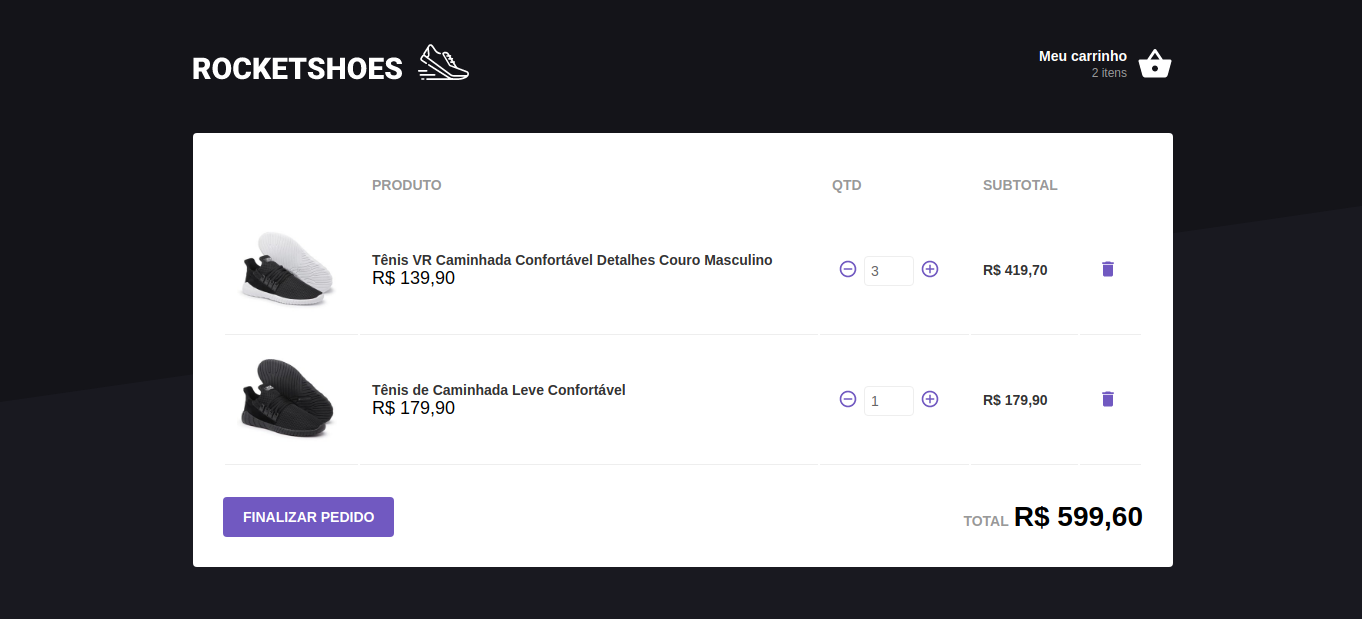 ROCKETSHOES
Meu carrinho
2 itens
PRODUTO QTD SUBTOTAL
Tênis VR Caminhada Confortável Detalhes Couro Masculino
R$ 139,90
3
R$ 419,70
Tênis de Caminhada Leve Confortável
R$ 179,90
1
R$ 179,90
FINALIZAR PEDIDO
TOTAL R$ 599,60